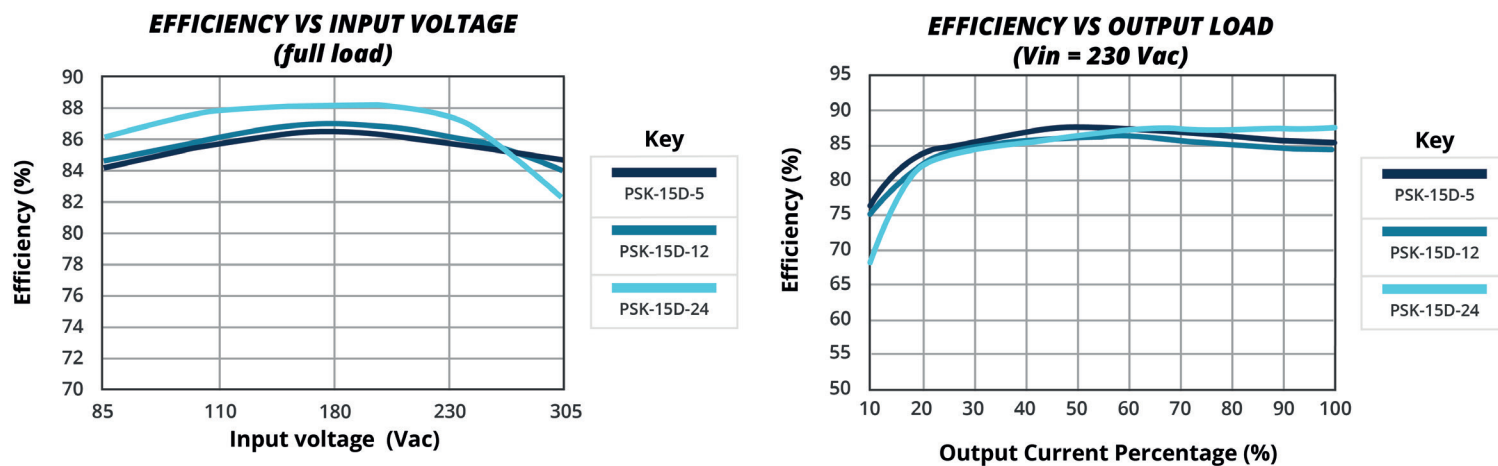 EFFICIENCY VS INPUT VOLTAGE
(full load)
Efficiency (%)
90
88
86
84
82
80
78
76
74
72
70
85 110 180 230 305
Input voltage (Vac)
Key
PSK-15D-5
PSK-15D-12
PSK-15D-24
EFFICIENCY VS OUTPUT LOAD
(Vin = 230 Vac)
Efficiency (%)
95
90
85
80
75
70
65
60
55
50
10 20 30 40 50 60 70 80 90 100
Output Current Percentage (%)
Key
PSK-15D-5
PSK-15D-12
PSK-15D-24